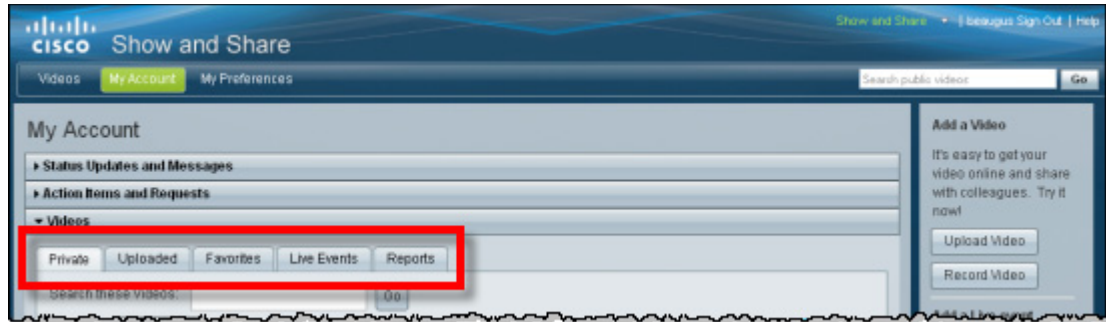 Show and Share | beaugus Sign Out | Help
CISCO Show and Share
Videos My Account My Preferences Search public videos Go
My Account
Status Updates and Messages
Action Items and Requests
Videos
Private Uploaded Favorites Live Events Reports
Search these videos: Go
Add a Video
It's easy to get your
video online and share
with colleagues. Try it
now!
Upload Video
Record Video
Add a Live event